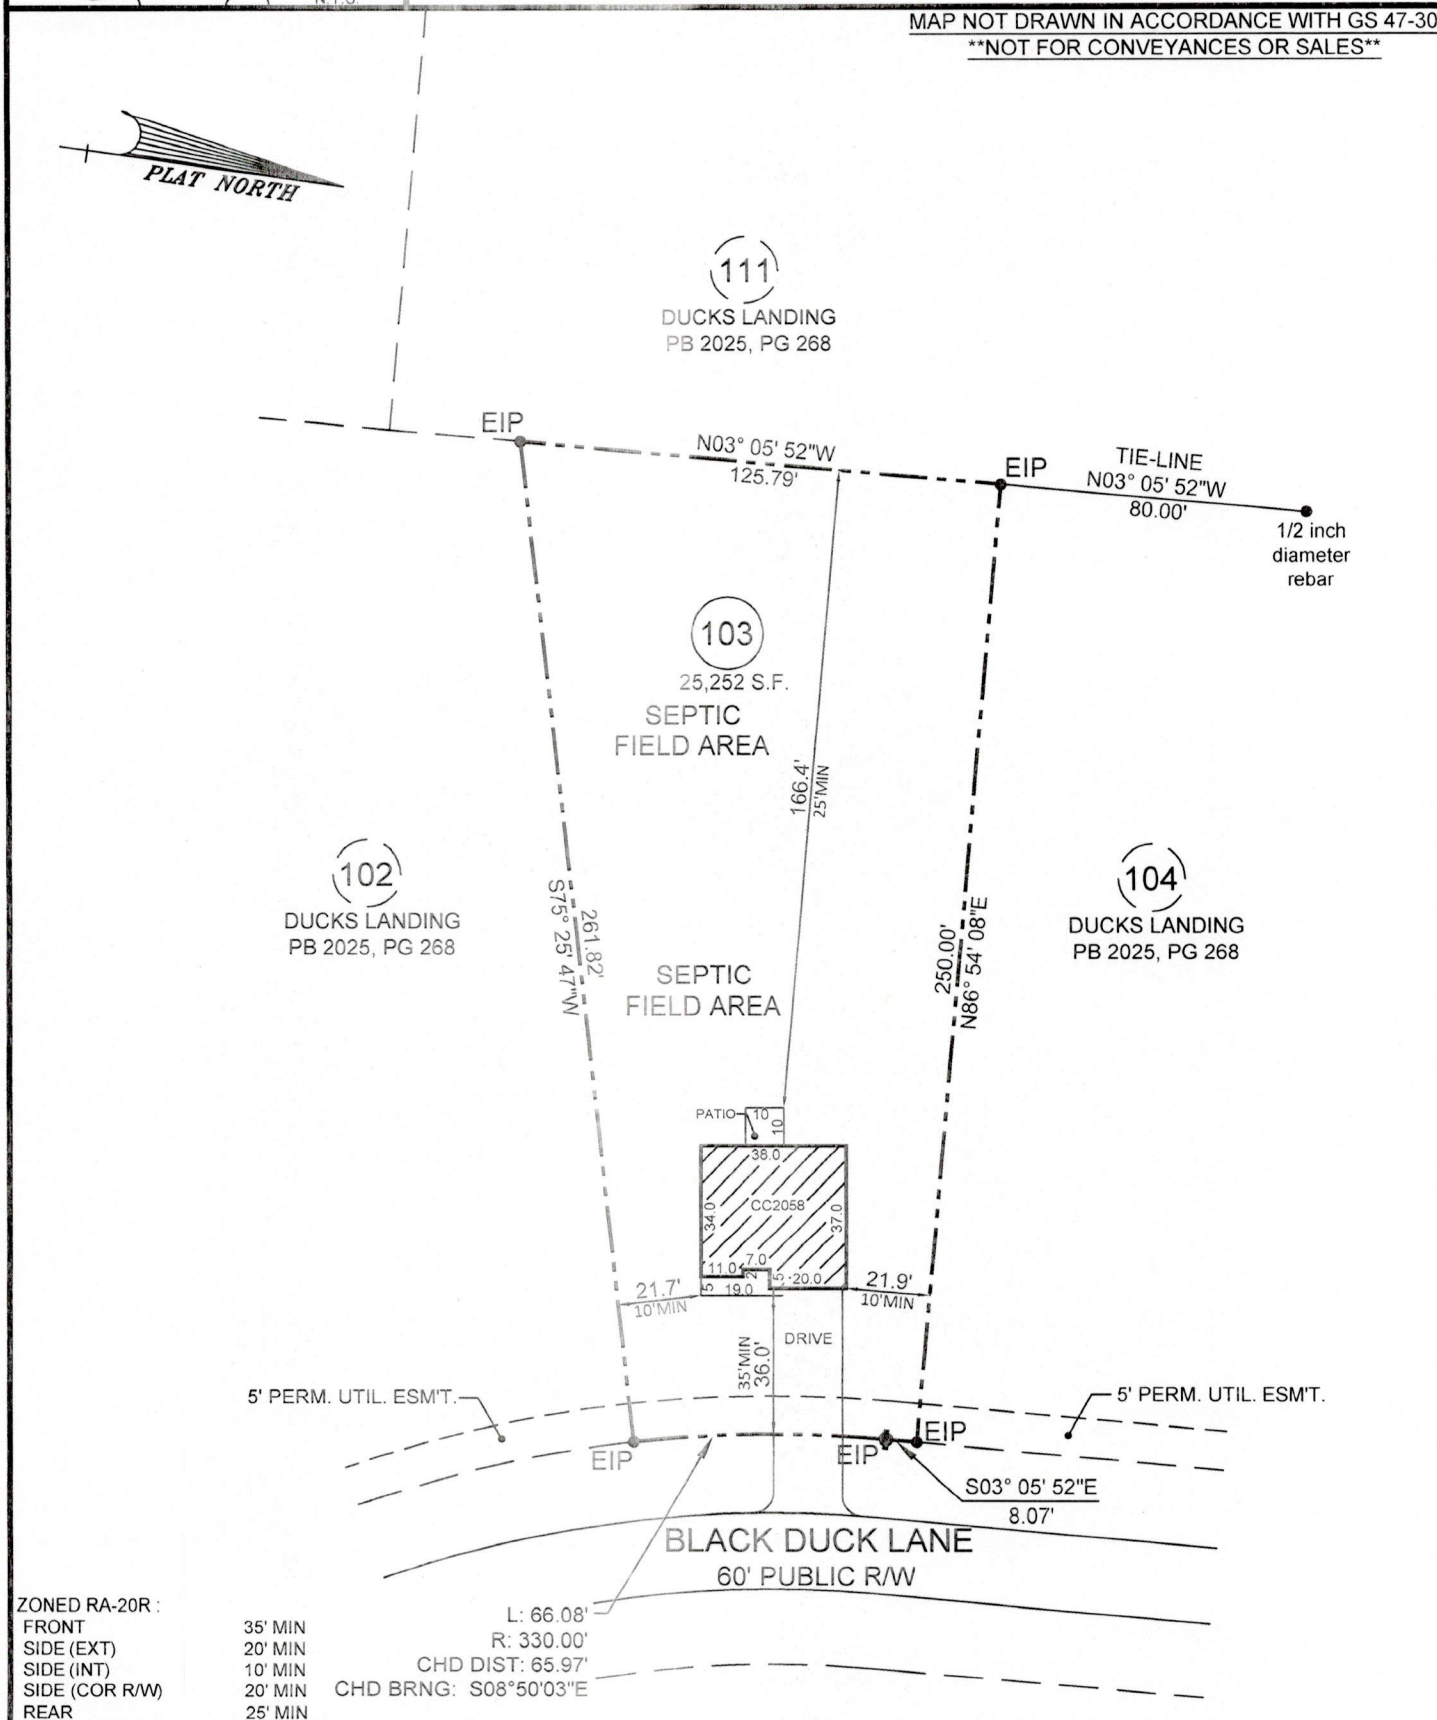 N.T.S.
MAP NOT DRAWN IN ACCORDANCE WITH GS 47-30
**NOT FOR CONVEYANCES OR SALES**
PLAT NORTH
111
DUCKS LANDING
PB 2025, PG 268
EIP
N03° 05' 52"W
125.79'
EIP
TIE-LINE
N03° 05' 52"W
80.00'
1/2 inch
diameter
rebar
103
25,252 S.F.
SEPTIC
FIELD AREA
166.4'
25'MIN
102
DUCKS LANDING
PB 2025, PG 268
261.82'
S75° 25' 47"W
SEPTIC
FIELD AREA
250.00'
N86° 54' 08"E
104
DUCKS LANDING
PB 2025, PG 268
PATIO
10
10
38.0
34.0
CC2058
37.0
11.0
7.0
2
5
20.0
5
19.0
21.7'
10'MIN
21.9'
10'MIN
35'MIN
36.0'
DRIVE
5' PERM. UTIL. ESM'T.
5' PERM. UTIL. ESM'T.
EIP
EIP
EIP
S03° 05' 52"E
8.07'
BLACK DUCK LANE
60' PUBLIC R/W
L: 66.08'
R: 330.00'
CHD DIST: 65.97'
CHD BRNG: S08°50'03"E
ZONED RA-20R :
FRONT 35' MIN
SIDE (EXT) 20' MIN
SIDE (INT) 10' MIN
SIDE (COR R/W) 20' MIN
REAR 25' MIN